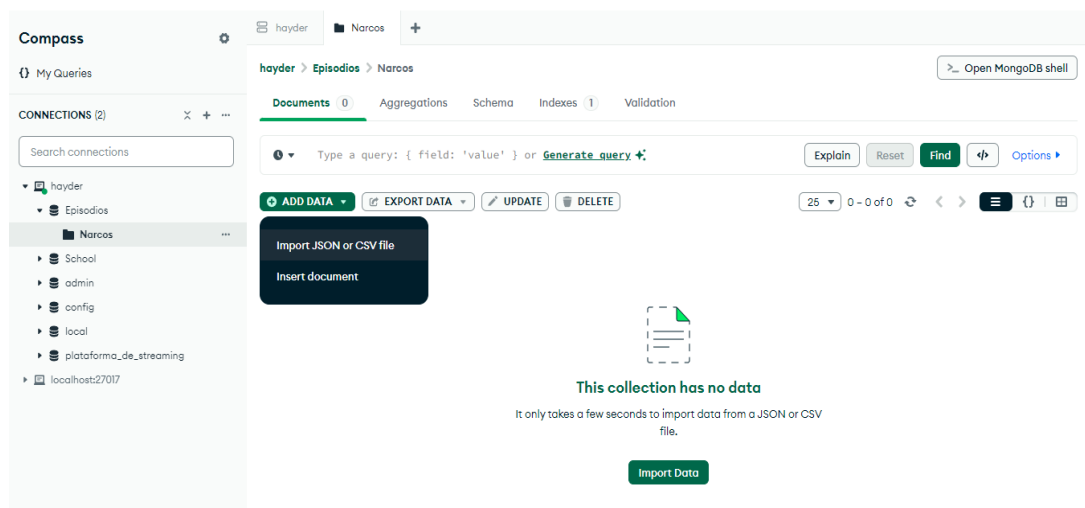 Compass
My Queries
CONNECTIONS (2)
Search connections
hayder
Episodios
Narcos
School
admin
config
local
plataforma_de_streaming
localhost:27017
hayder
Narcos
hayder > Episodios > Narcos
>_ Open MongoDB shell
Documents 0 Aggregations Schema Indexes 1 Validation
Type a query: { field: 'value' } or Generate query
Explain Reset Find </> Options
ADD DATA EXPORT DATA UPDATE DELETE
25 0 – 0 of 0 {}
Import JSON or CSV file
Insert document
This collection has no data
It only takes a few seconds to import data from a JSON or CSV
file.
Import Data